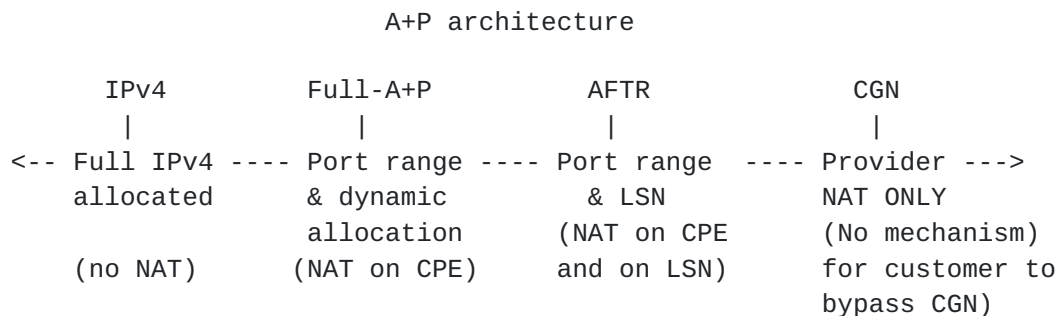 A+P architecture
IPv4 Full-A+P AFTR CGN
| | | |
<-- Full IPv4 ---- Port range ---- Port range ---- Provider --->
allocated & dynamic & LSN NAT ONLY
allocation (NAT on CPE (No mechanism)
(no NAT) (NAT on CPE) and on LSN) for customer to
bypass CGN)